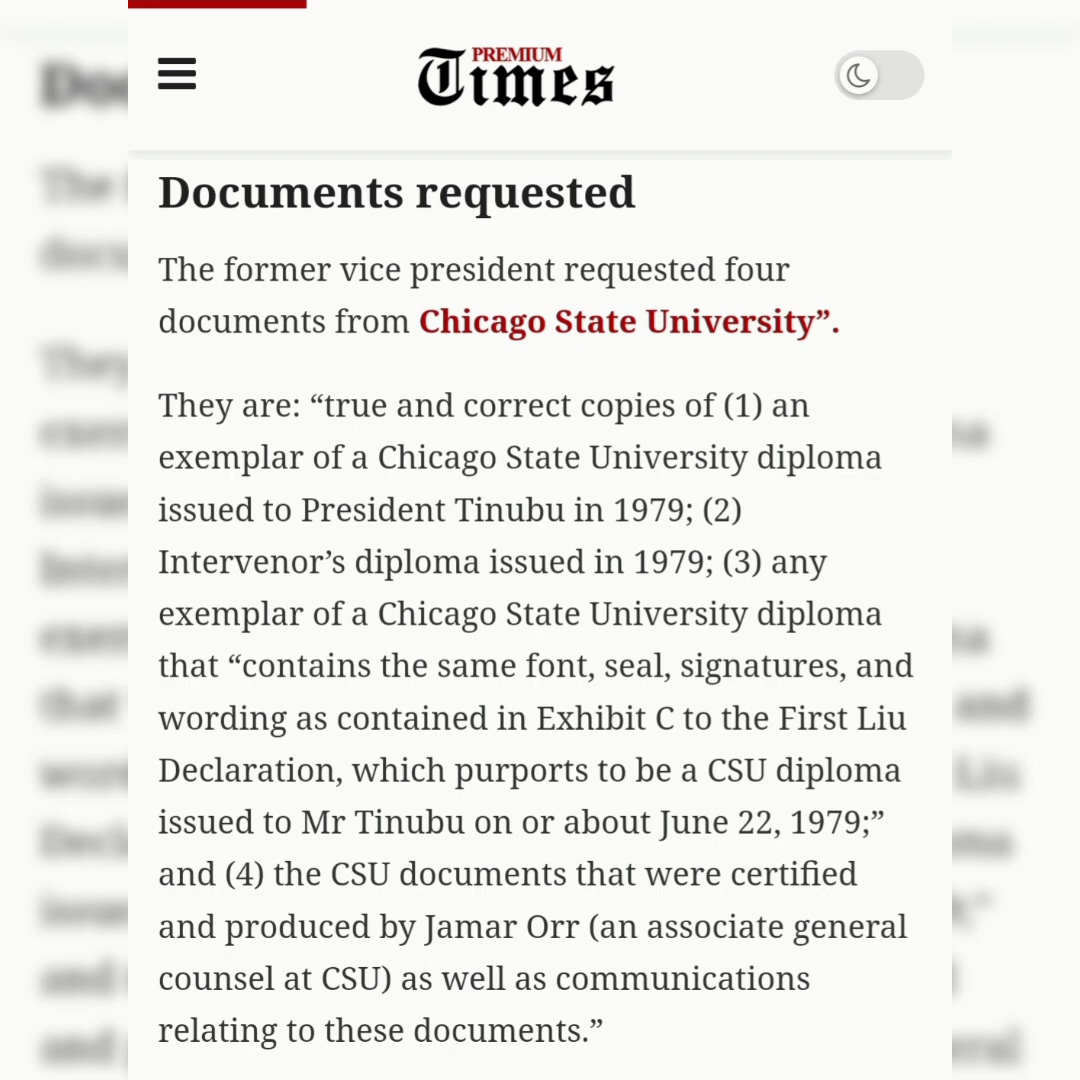 PREMIUM
Times
Documents requested
The former vice president requested four
documents from Chicago State University”.
They are: “true and correct copies of (1) an
exemplar of a Chicago State University diploma
issued to President Tinubu in 1979; (2)
Intervenor’s diploma issued in 1979; (3) any
exemplar of a Chicago State University diploma
that “contains the same font, seal, signatures, and
wording as contained in Exhibit C to the First Liu
Declaration, which purports to be a CSU diploma
issued to Mr Tinubu on or about June 22, 1979;”
and (4) the CSU documents that were certified
and produced by Jamar Orr (an associate general
counsel at CSU) as well as communications
relating to these documents.”